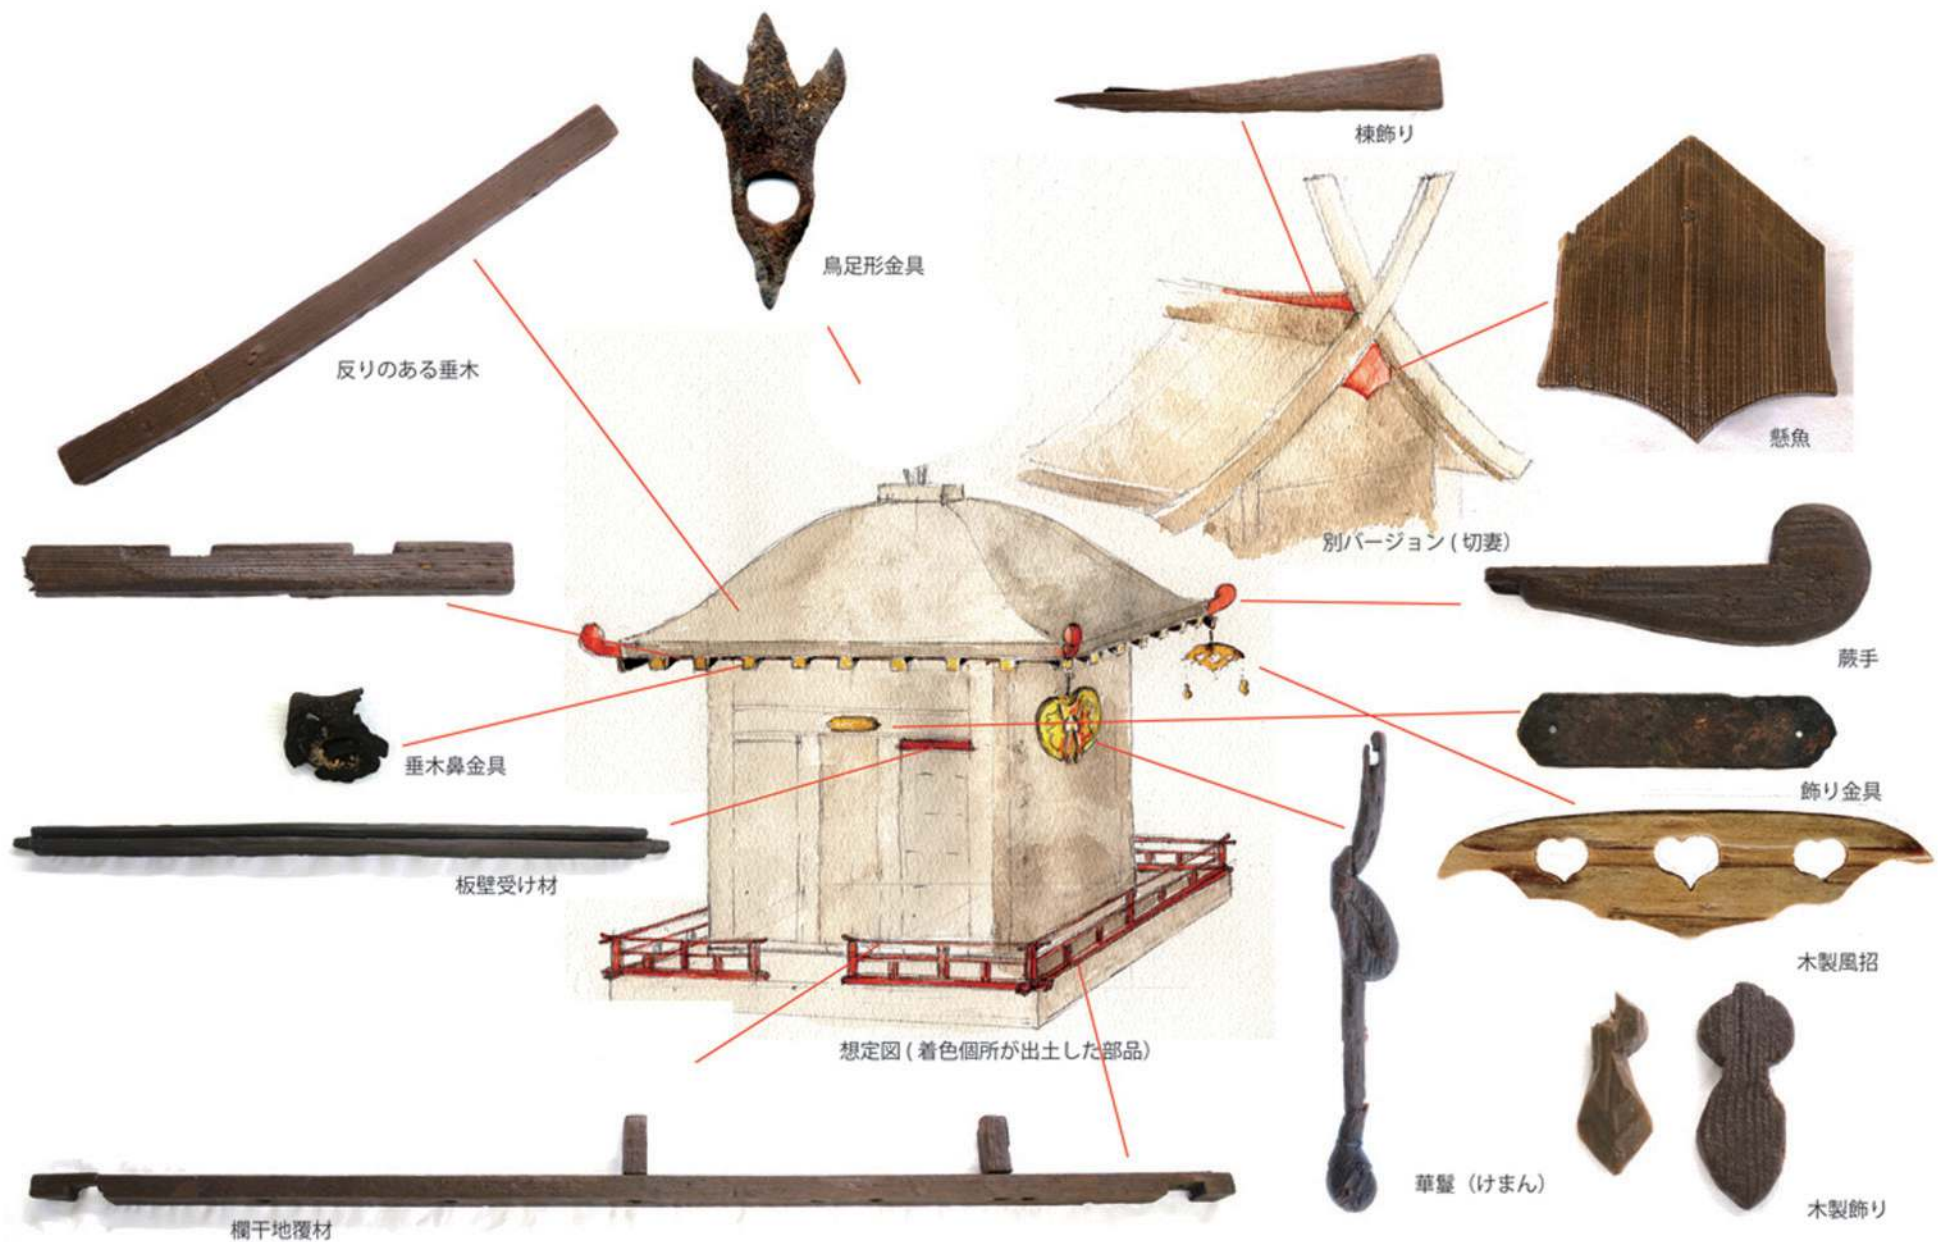 棟飾り
鳥足形金具
反りのある垂木
懸魚
別バージョン(切妻)
蕨手
垂木鼻金具
飾り金具
板壁受け材
木製風招
想定図(着色個所が出土した部品)
華鬘(けまん)
木製飾り
欄干地覆材